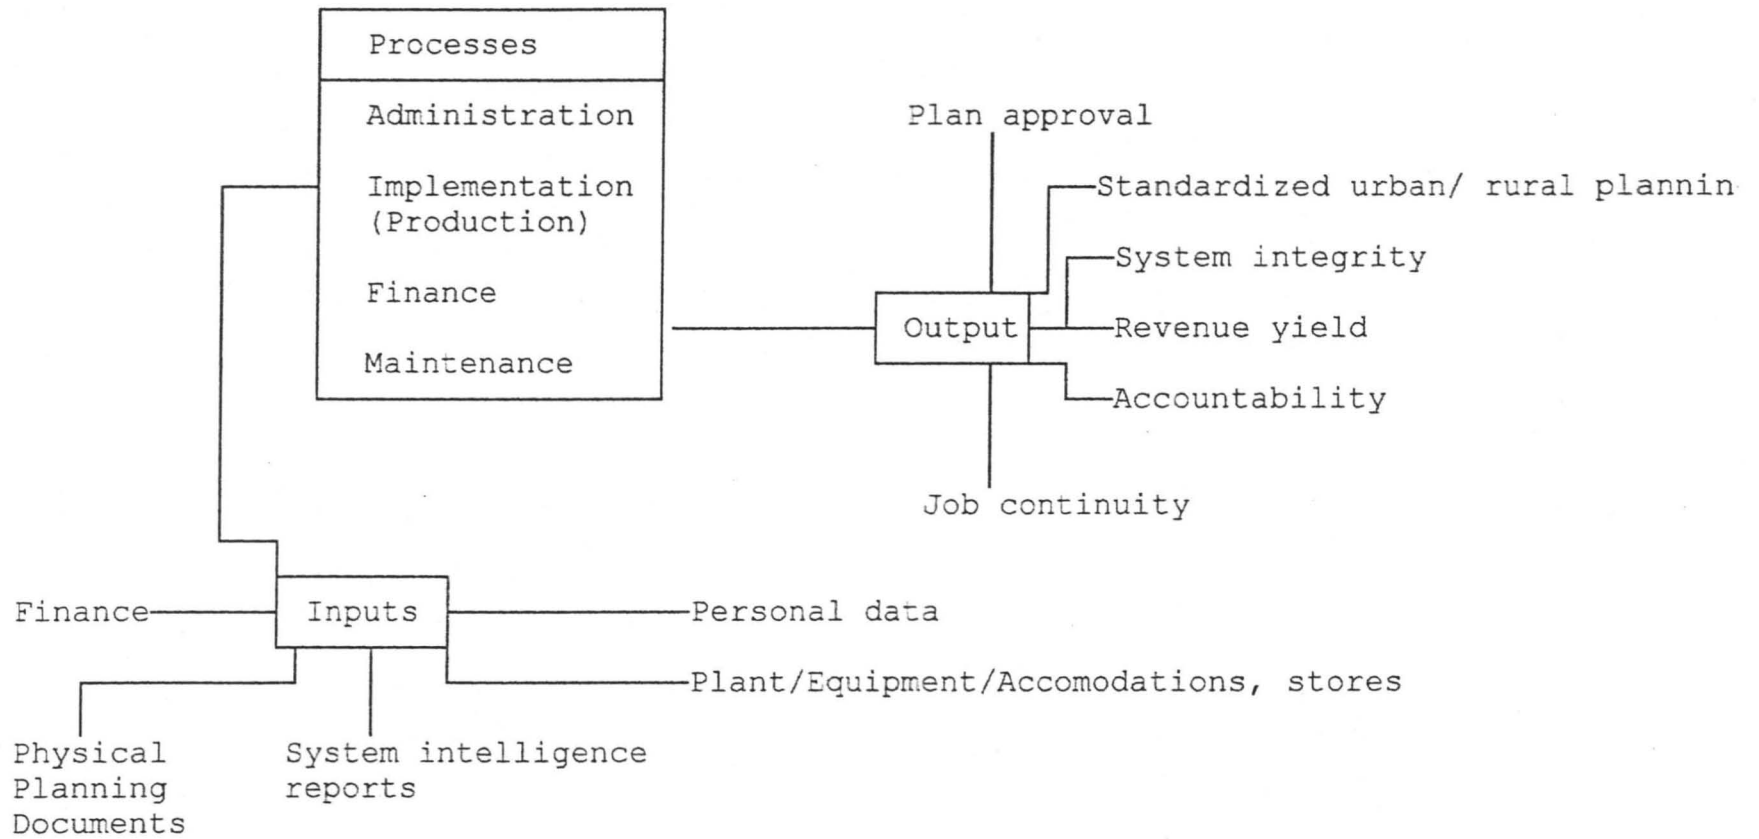 Processes
Administration
Implementation
(Production)
Finance
Maintenance
Plan approval
Standardized urban/ rural plannin
System integrity
Output
Revenue yield
Accountability
Job continuity
Finance
Inputs
Personal data
Plant/Equipment/Accomodations, stores
Physical
Planning
Documents
System intelligence
reports